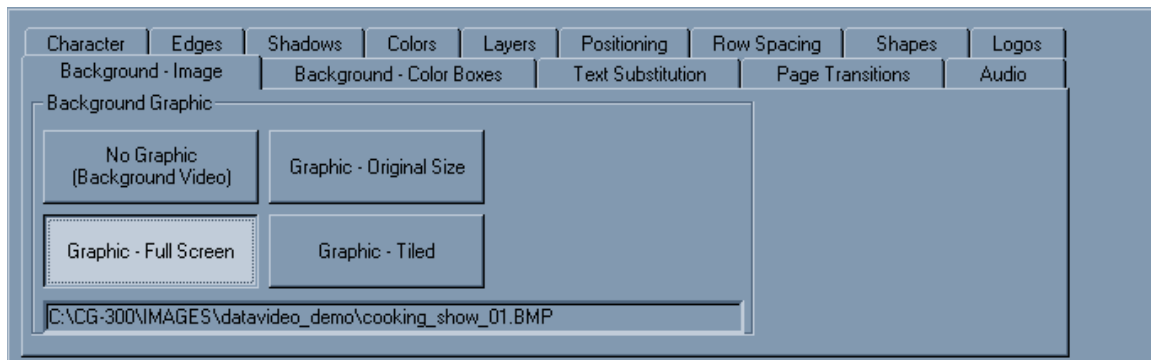 Character Edges Shadows Colors Layers Positioning Row Spacing Shapes Logos
Background - Image Background - Color Boxes Text Substitution Page Transitions Audio
Background Graphic
No Graphic
(Background Video)
Graphic - Original Size
Graphic - Full Screen
Graphic - Tiled
C:\CG-300\IMAGES\datavideo_demo\cooking_show_01.BMP